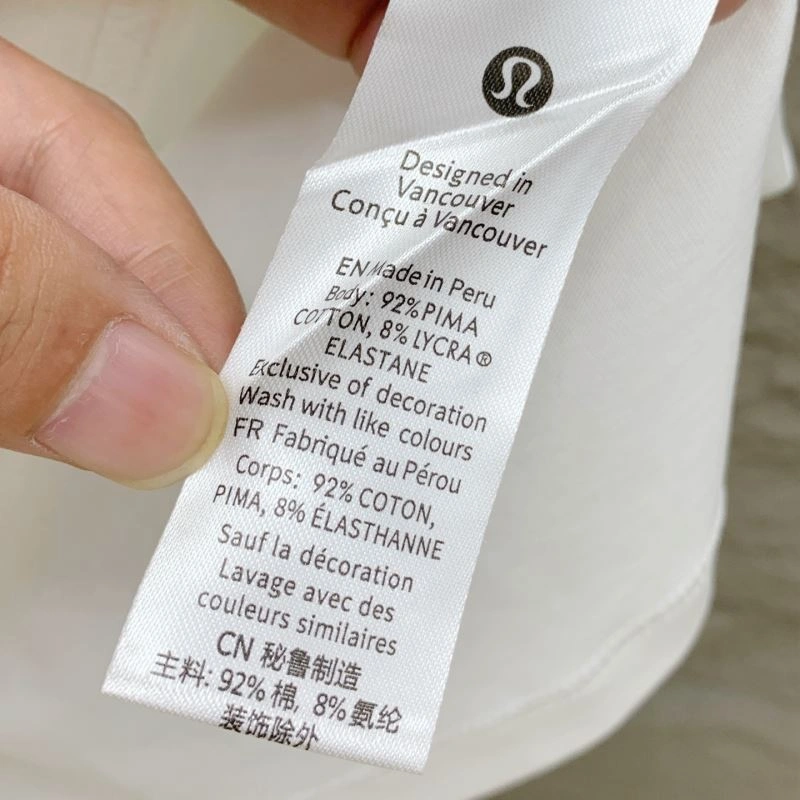 Designed in
Vancouver
Conçu à Vancouver
EN Made in Peru
Body: 92% PIMA
COTTON, 8% LYCRA®
ELASTANE
Exclusive of decoration
Wash with like colours
FR Fabriqué au Pérou
Corps: 92% COTON,
PIMA, 8% ÉLASTHANNE
Sauf la décoration
Lavage avec des
couleurs similaires
CN 秘鲁制造
主料: 92% 棉, 8% 氨纶
装饰除外